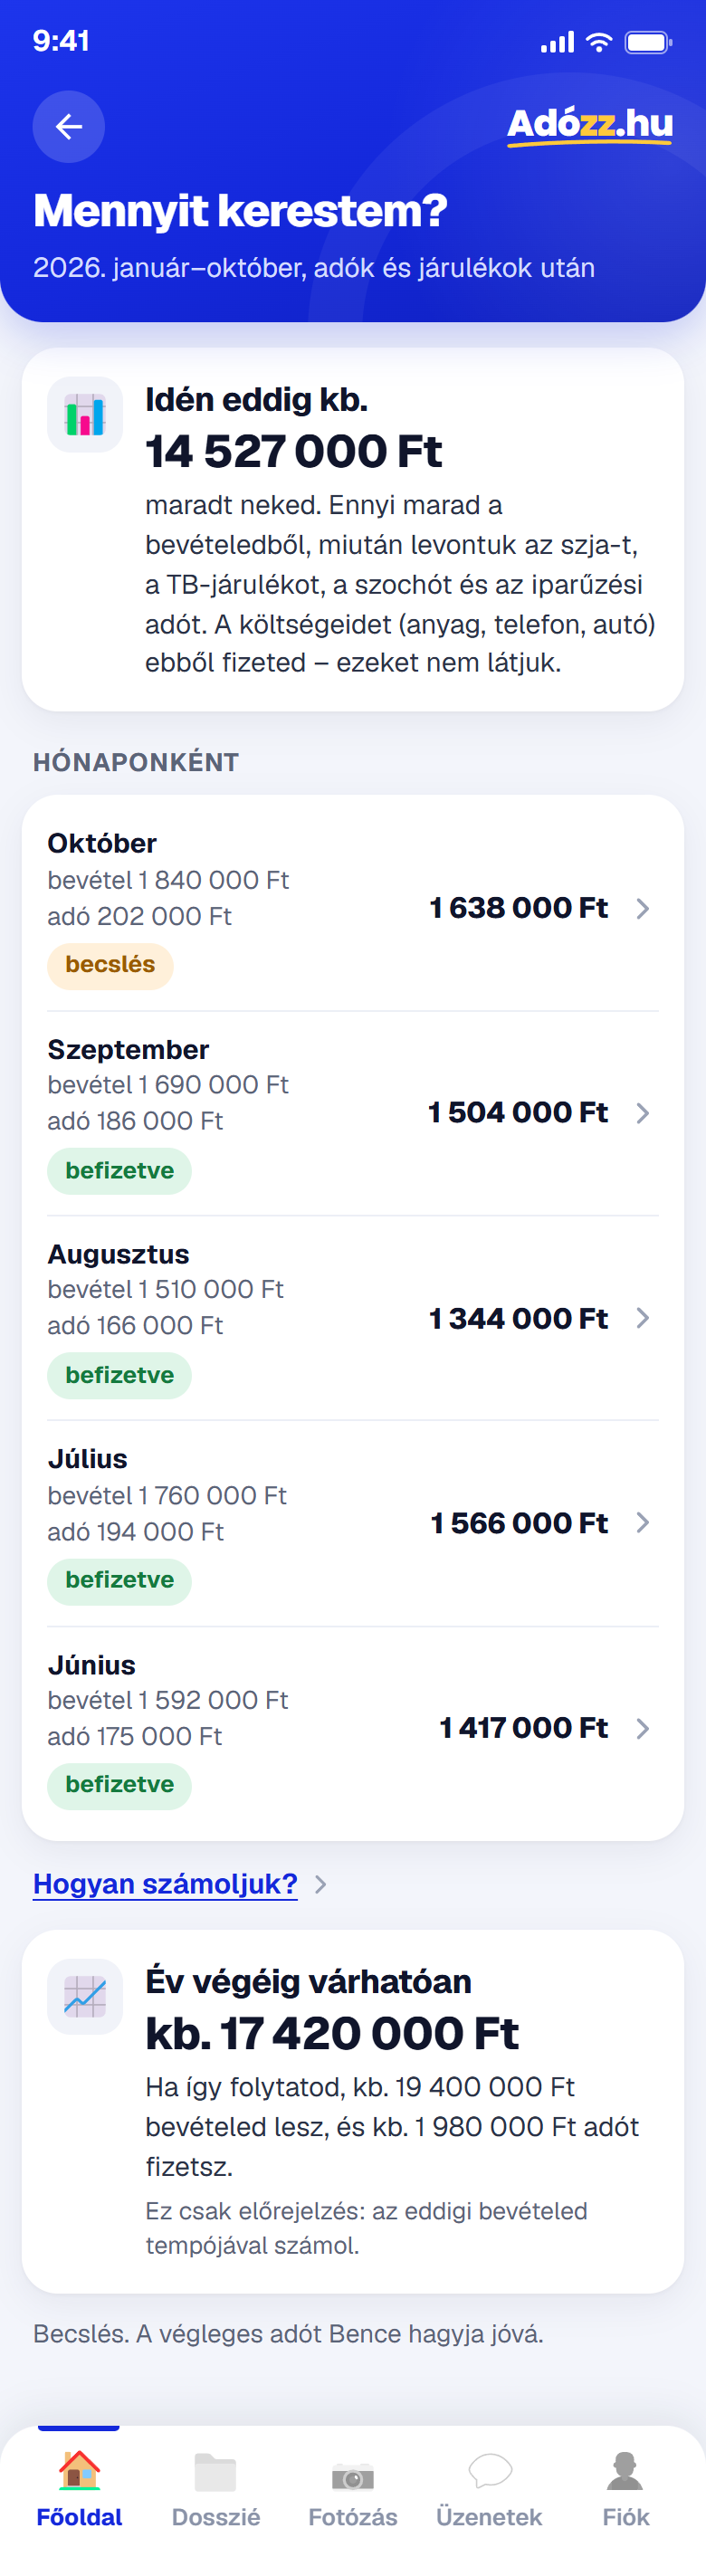 9:41
Adózz.hu
Mennyit kerestem?
2026. január–október, adók és járulékok után
Idén eddig kb.
14 527 000 Ft
maradt neked. Ennyi marad a
bevételedből, miután levontuk az szja-t,
a TB-járulékot, a szochót és az iparűzési
adót. A költségeidet (anyag, telefon, autó)
ebből fizeted – ezeket nem látjuk.
HÓNAPONKÉNT
Október
bevétel 1 840 000 Ft
adó 202 000 Ft
1 638 000 Ft
becslés
Szeptember
bevétel 1 690 000 Ft
adó 186 000 Ft
1 504 000 Ft
befizetve
Augusztus
bevétel 1 510 000 Ft
adó 166 000 Ft
1 344 000 Ft
befizetve
Július
bevétel 1 760 000 Ft
adó 194 000 Ft
1 566 000 Ft
befizetve
Június
bevétel 1 592 000 Ft
adó 175 000 Ft
1 417 000 Ft
befizetve
Hogyan számoljuk?
Év végéig várhatóan
kb. 17 420 000 Ft
Ha így folytatod, kb. 19 400 000 Ft
bevételed lesz, és kb. 1 980 000 Ft adót
fizetsz.
Ez csak előrejelzés: az eddigi bevételed
tempójával számol.
Becslés. A végleges adót Bence hagyja jóvá.
Főoldal
Dosszié
Fotózás
Üzenetek
Fiók